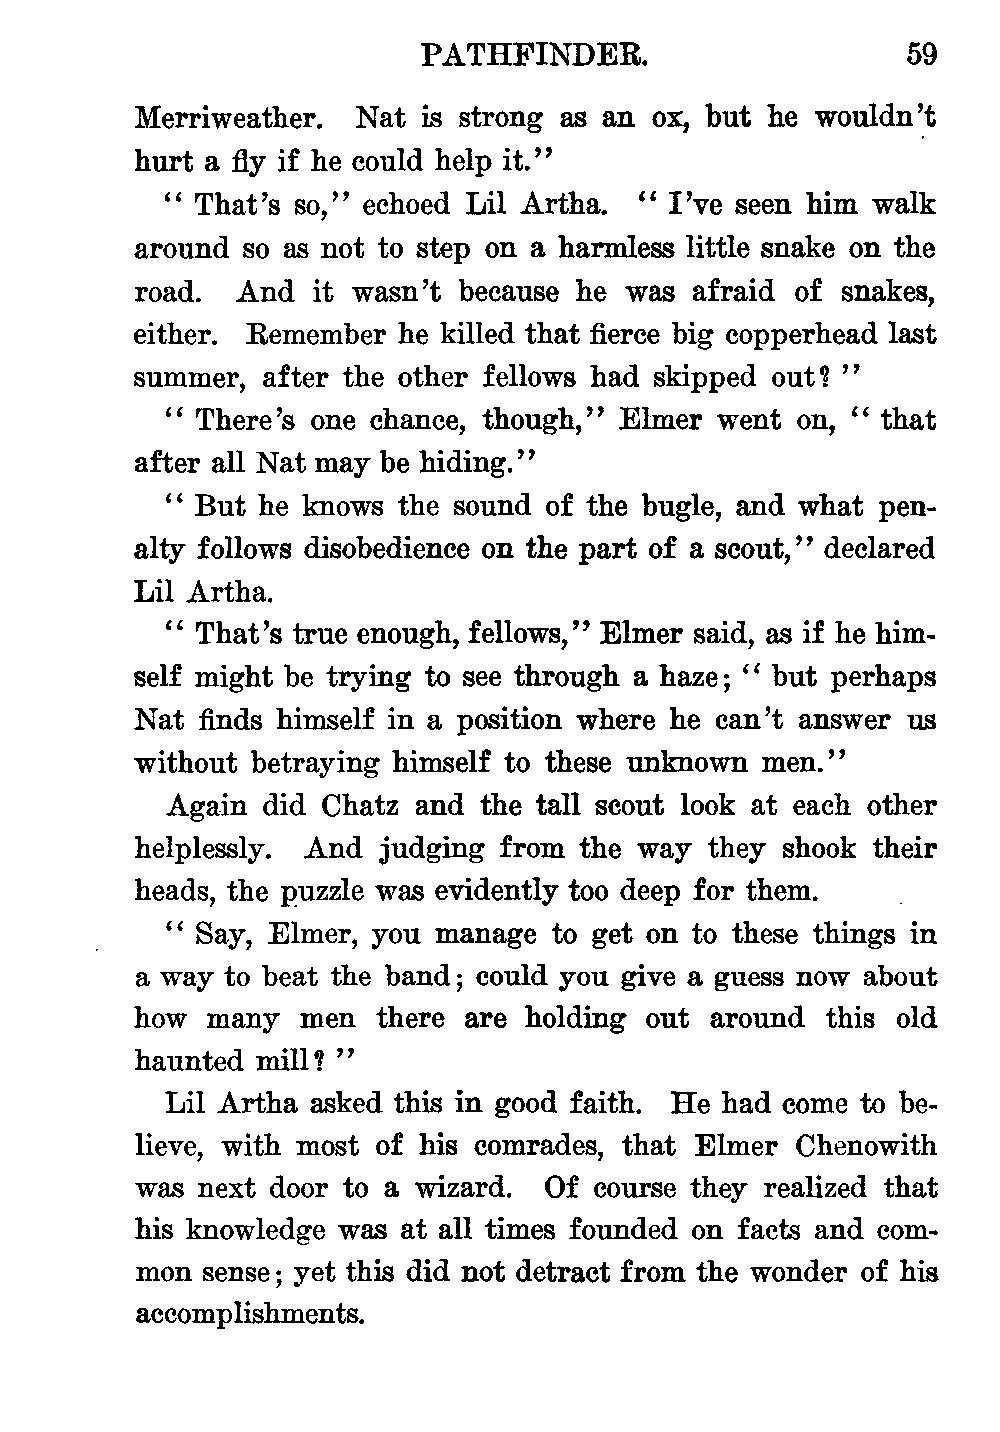 PATHFINDER. 59
Merriweather. Nat is strong as an ox, but he wouldn't
hurt a fly if he could help it."
" That's so," echoed Lil Artha. " I've seen him walk
around so as not to step on a harmless little snake on the
road. And it wasn't because he was afraid of snakes,
either. Remember he killed that fierce big copperhead last
summer, after the other fellows had skipped out? "
" There's one chance, though," Elmer went on, " that
after all Nat may be hiding."
" But he knows the sound of the bugle, and what pen-
alty follows disobedience on the part of a scout," declared
Lil Artha.
" That's true enough, fellows," Elmer said, as if he him-
self might be trying to see through a haze; " but perhaps
Nat finds himself in a position where he can't answer us
without betraying himself to these unknown men."
Again did Chatz and the tall scout look at each other
helplessly. And judging from the way they shook their
heads, the puzzle was evidently too deep for them.
" Say, Elmer, you manage to get on to these things in
a way to beat the band; could you give a guess now about
how many men there are holding out around this old
haunted mill? "
Lil Artha asked this in good faith. He had come to be-
lieve, with most of his comrades, that Elmer Chenowith
was next door to a wizard. Of course they realized that
his knowledge was at all times founded on facts and com-
mon sense; yet this did not detract from the wonder of his
accomplishments.